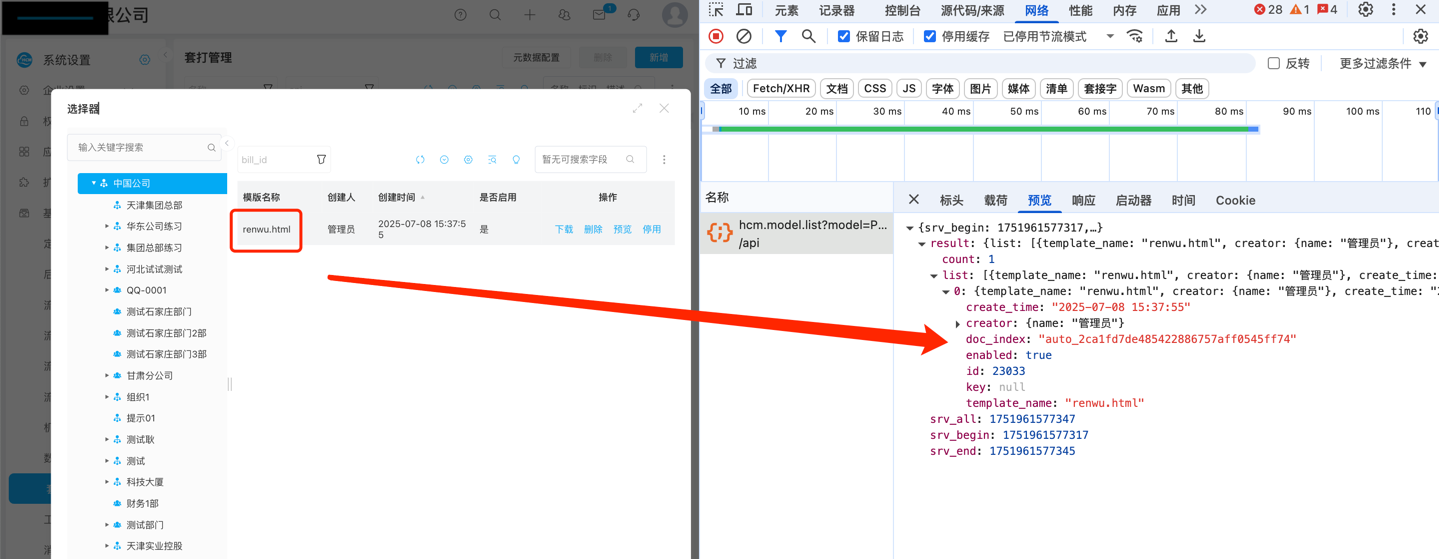 限公司
1
系统设置
套打管理
元数据配置
删除
新增
企业设置
名称、标识、描述
选择器
输入关键字搜索
bill_id
暂无可搜索字段
中国公司
天津集团总部
华东公司练习
集团总部练习
河北试试测试
QQ-0001
测试石家庄部门
测试石家庄部门2部
测试石家庄部门3部
甘肃分公司
组织1
提示01
测试耿
测试
科技大厦
财务1部
测试部门
天津实业控股
模版名称 创建人 创建时间 是否启用 操作
renwu.html 管理员 2025-07-08 15:37:5
5 是 下载 删除 预览 停用
元素 记录器 控制台 源代码/来源 网络 性能 内存 应用 28 1 4
保留日志 停用缓存 已停用节流模式
过滤 反转 更多过滤条件
全部 Fetch/XHR 文档 CSS JS 字体 图片 媒体 清单 套接字 Wasm 其他
10 ms 20 ms 30 ms 40 ms 50 ms 60 ms 70 ms 80 ms 90 ms 100 ms 110
名称
hcm.model.list?model=P...
/api
标头 载荷 预览 响应 启动器 时间 Cookie
{srv_begin: 1751961577317,…}
result: {list: [{template_name: "renwu.html", creator: {name: "管理员"}, creat
count: 1
list: [{template_name: "renwu.html", creator: {name: "管理员"}, create_time:
0: {template_name: "renwu.html", creator: {name: "管理员"}, create_time: "2
create_time: "2025-07-08 15:37:55"
creator: {name: "管理员"}
doc_index: "auto_2ca1fd7de485422886757aff0545ff74"
enabled: true
id: 23033
key: null
template_name: "renwu.html"
srv_all: 1751961577347
srv_begin: 1751961577317
srv_end: 1751961577345